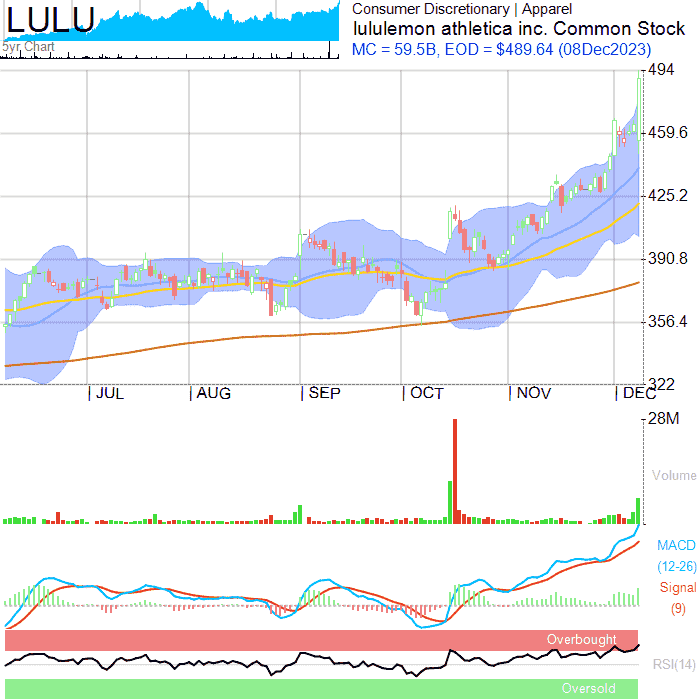 LULU
5yr Chart
Consumer Discretionary | Apparel
lululemon athletica inc. Common Stock
MC = 59.5B, EOD = $489.64 (08Dec2023)
494
459.6
425.2
390.8
356.4
322
JUL AUG SEP OCT NOV DEC
28M
Volume
MACD
(12-26)
Signal
(9)
Overbought
RSI(14)
Oversold